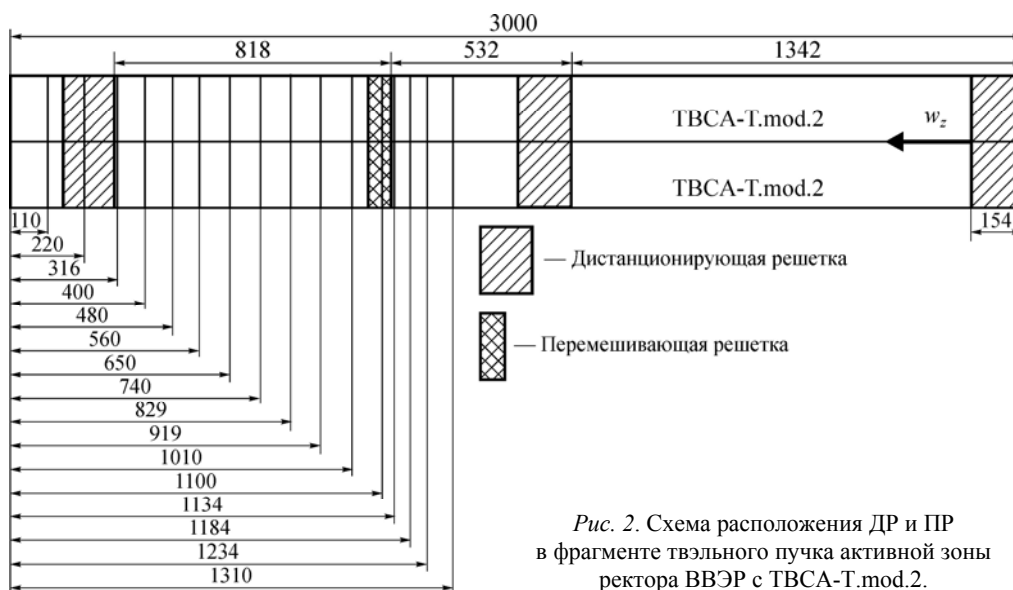 3000
818 532 1342
ТВСА-Т.mod.2
w_z
ТВСА-Т.mod.2
110
154
220
316
— Дистанционирующая решетка
400
480
560
— Перемешивающая решетка
650
740
829
919
1010
1100
1134
1184
1234
1310
Рис. 2. Схема расположения ДР и ПР
в фрагменте твэльного пучка активной зоны
ректора ВВЭР с ТВСА-Т.mod.2.